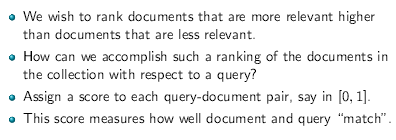 We wish to rank documents that are more relevant higher
than documents that are less relevant.
How can we accomplish such a ranking of the documents in
the collection with respect to a query?
Assign a score to each query-document pair, say in [0, 1].
This score measures how well document and query “match”.